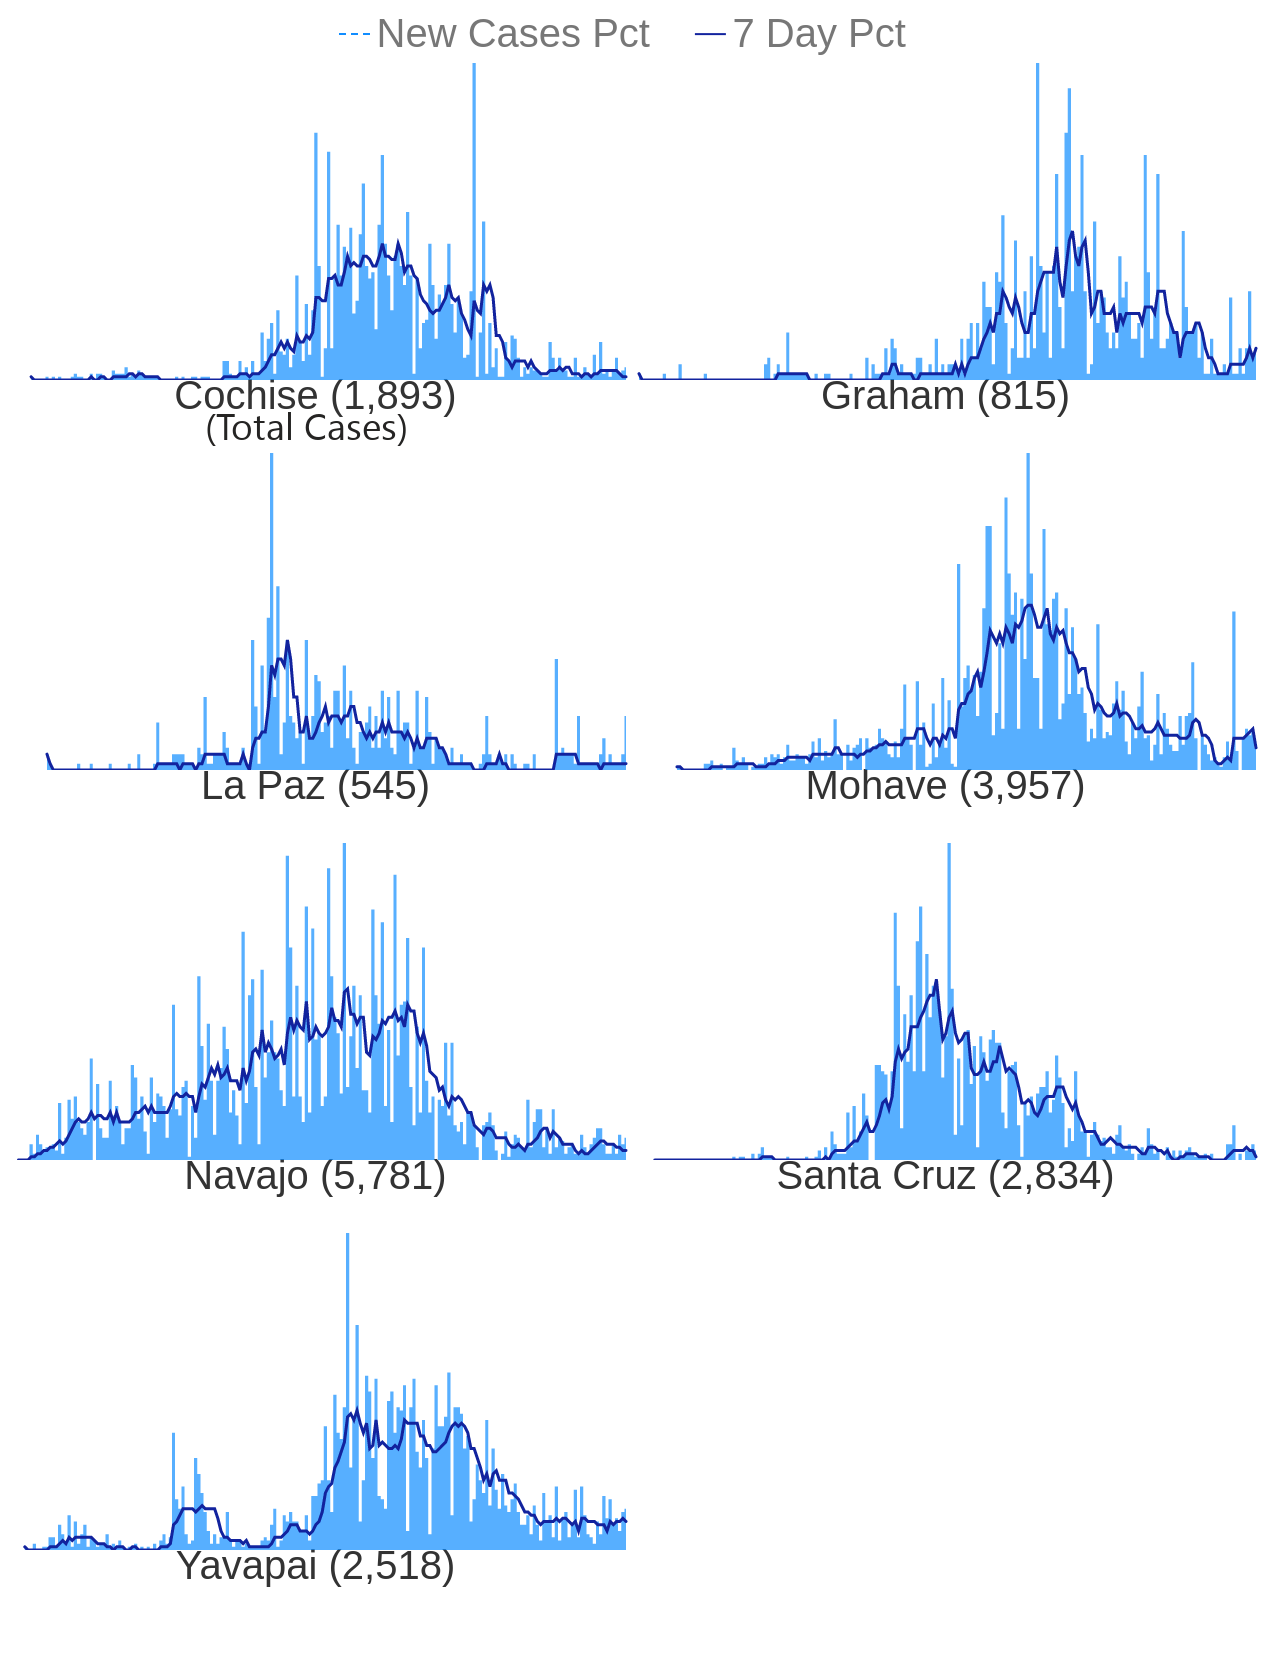 New Cases Pct 7 Day Pct
Cochise (1,893) Graham (815)
(Total Cases)
La Paz (545) Mohave (3,957)
Navajo (5,781) Santa Cruz (2,834)
Yavapai (2,518)